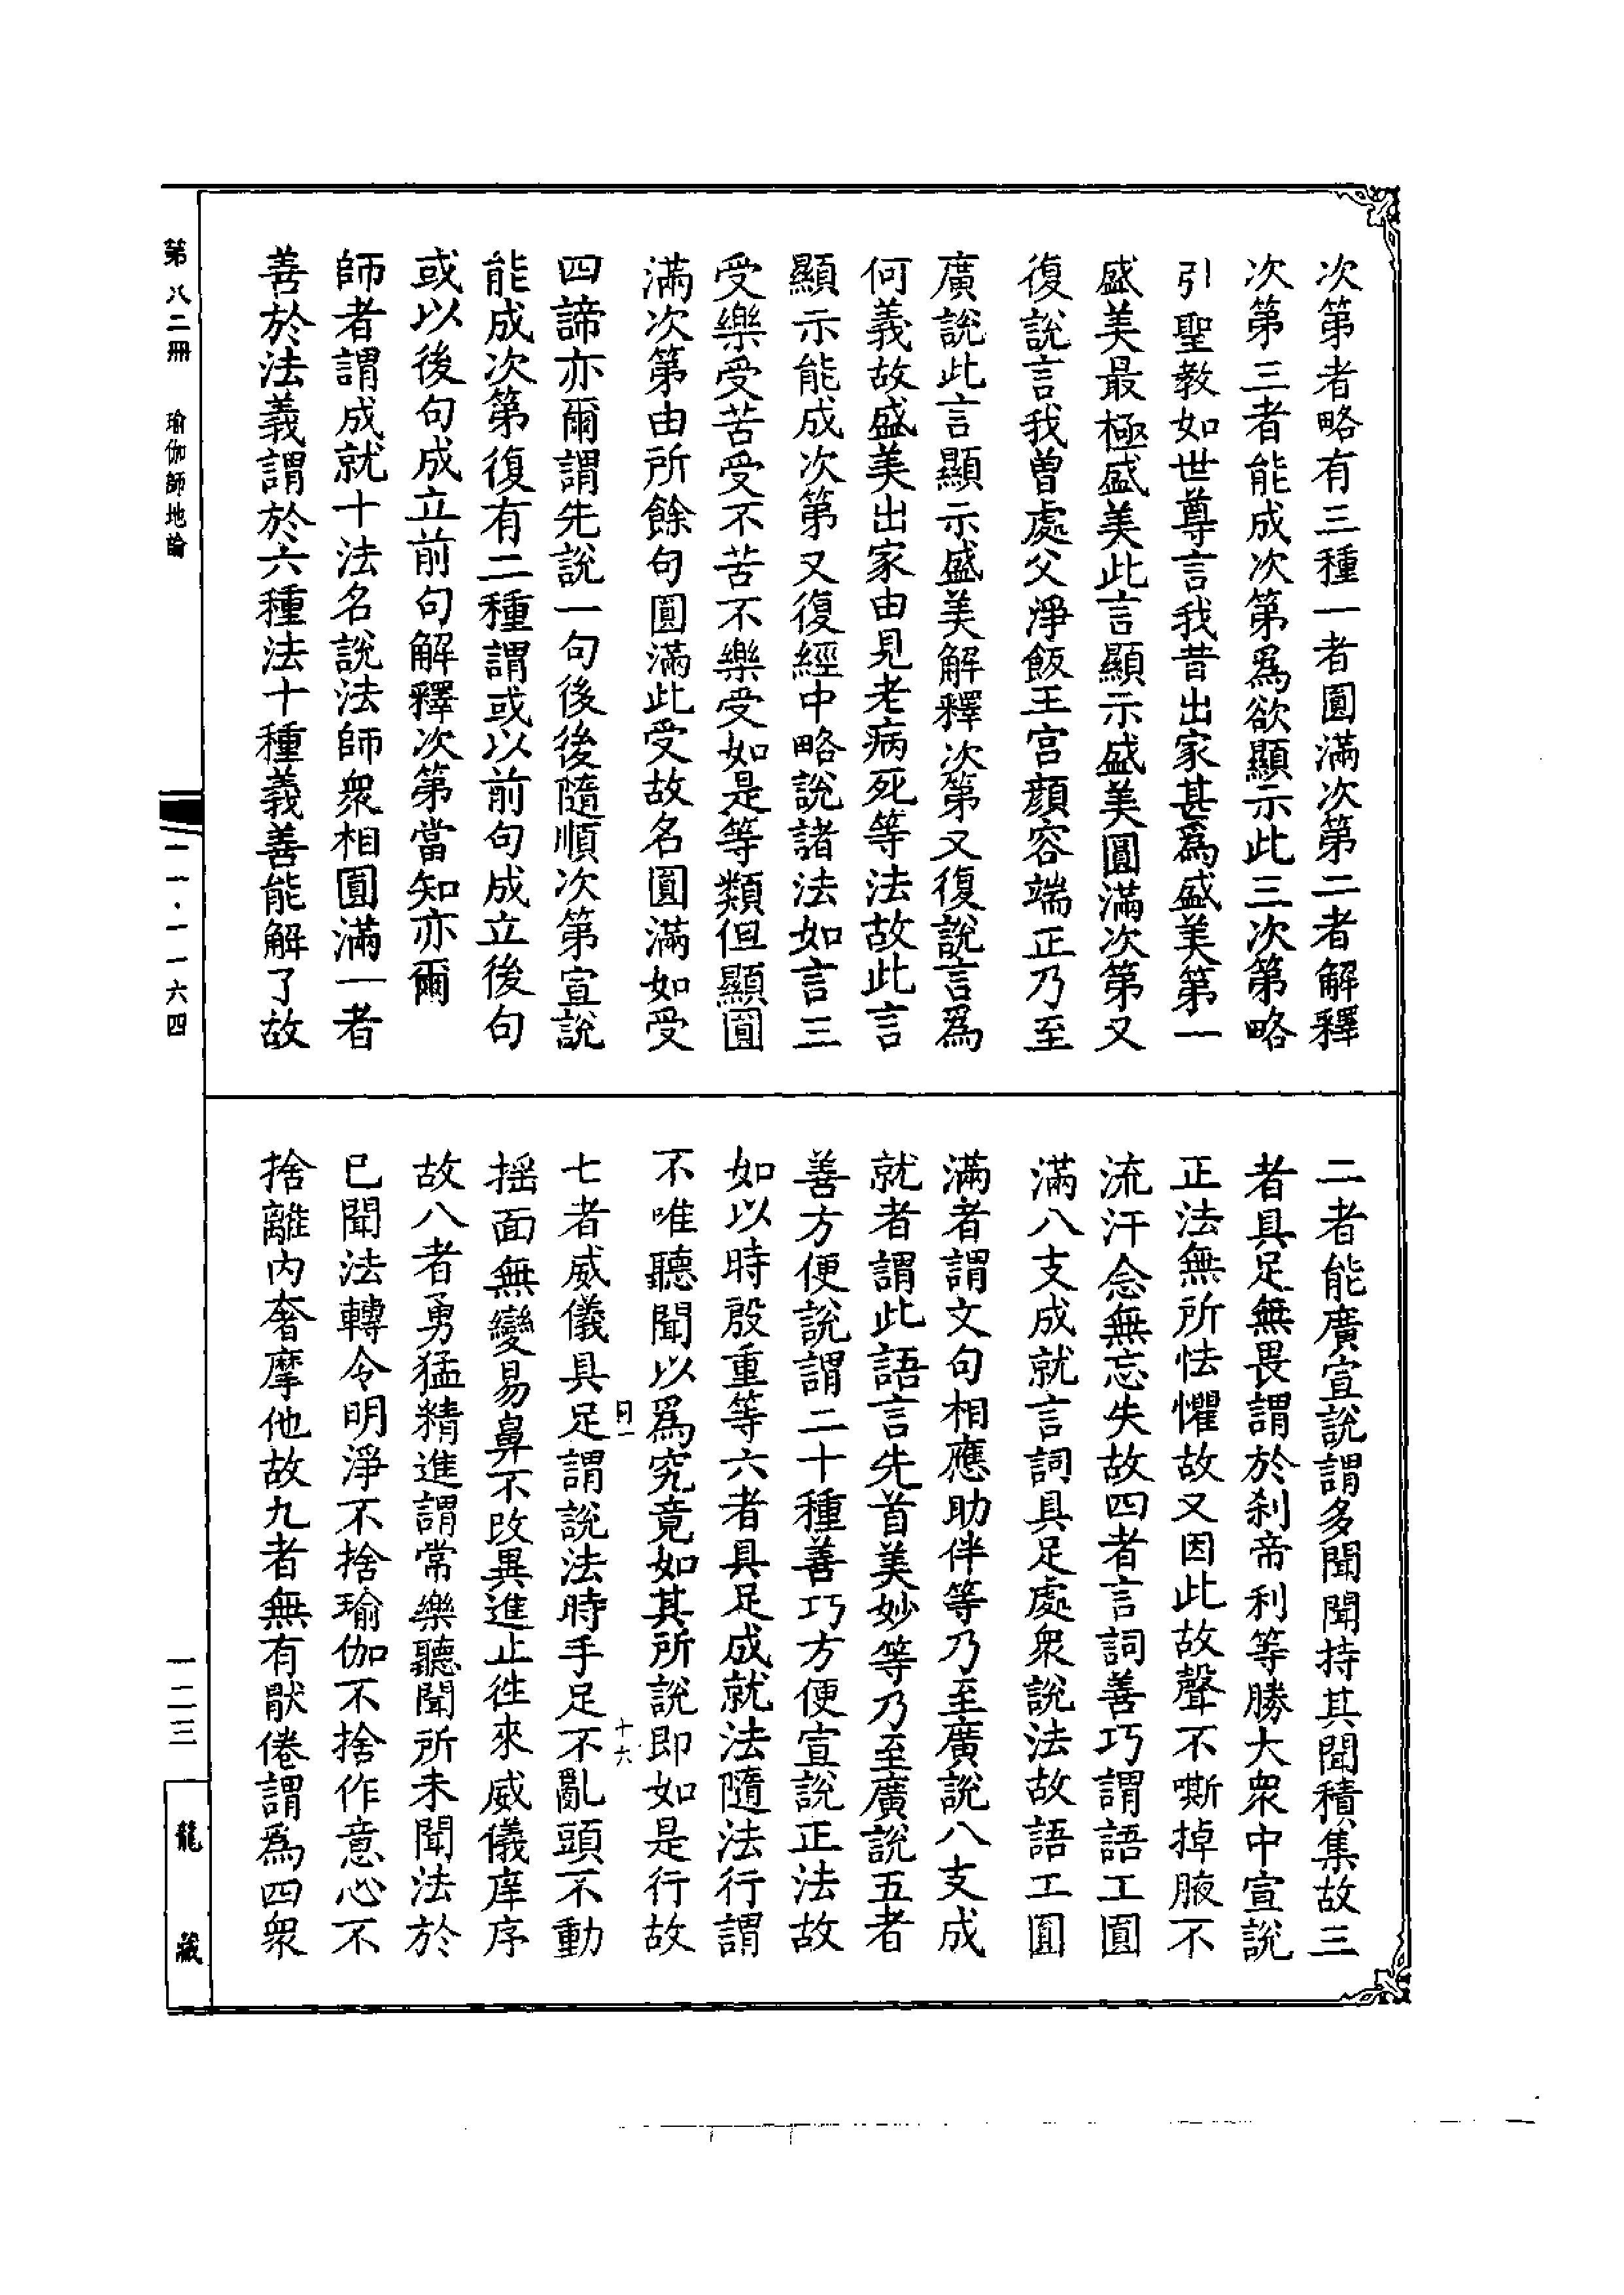 次第者略有三種一者圓滿次第二者解釋
次第三者能成次第爲欲顯示此三次第略
引聖教如世尊言我昔出家甚爲盛美第一
盛美最極盛美此言顯示盛美圓滿次第又
復說言我曾處父淨飯王宮顏容端正乃至
廣說此言顯示盛美解釋次第又復說言爲
何義故盛美出家由見老病死等法故此言
顯示能成次第又復經中略說諸法如言三
受樂受苦受不苦不樂受如是等類但顯圓
滿次第由所餘句圓滿此受故名圓滿如受
四諦亦爾謂先說一句後後隨順次第宣說
能成次第復有二種謂或以前句成立後句
或以後句成立前句解釋次第當知亦爾
師者謂成就十法名說法師衆相圓滿一者
善於法義謂於六種法十種義善能解了故
二者能廣宣說謂多聞聞持其聞積集故三
者具足無畏謂於刹帝利等勝大衆中宣說
正法無所怯懼故又因此故聲不嘶掉腋不
流汗念無忘失故四者言詞善巧謂語工圓
滿八支成就言詞具足處衆說法故語工圓
滿者謂文句相應助伴等乃至廣說八支成
就者謂此語言先首美妙等乃至廣說五者
善方便說謂二十種善巧方便宣說正法故
如以時殷重等六者具足成就法隨法行謂
不唯聽聞以爲究竟如其所說即如是行故
十六
七者威儀具足謂說法時手足不亂頭不動
搖面無變易鼻不改異進止徃來威儀庠序
故八者勇猛精進謂常樂聽聞所未聞法於
已聞法轉令明淨不捨瑜伽不捨作意心不
捨離內奢摩他故九者無有猒倦謂爲四衆
第八二冊 瑜伽師地論
一一·一一六四
一二三
龍藏